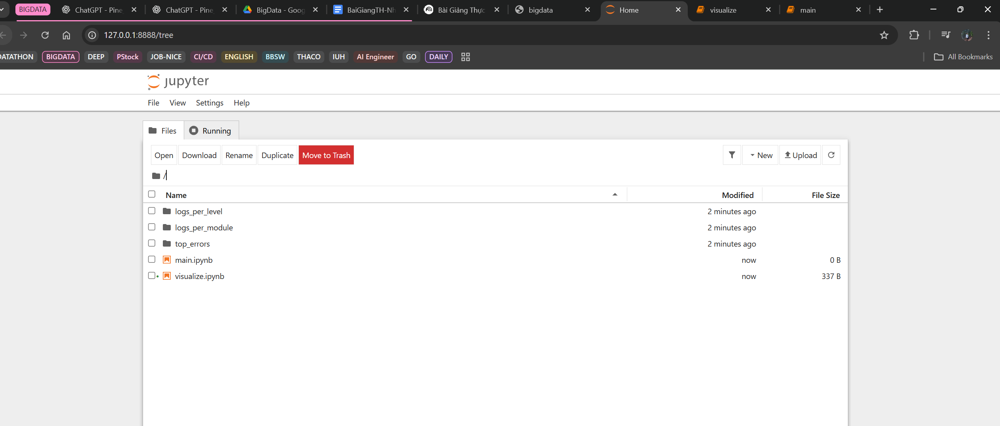 BIGDATA ChatGPT - Pine ChatGPT - Pine BigData - Goog BaiGiangTH-Nh Bài Giảng Thực bigdata Home visualize main
127.0.0.1:8888/tree
DATATHON BIGDATA DEEP PStock JOB-NICE CI/CD ENGLISH BBSW THACO IUH AI Engineer GO DAILY All Bookmarks
jupyter
File View Settings Help
Files Running
Open Download Rename Duplicate Move to Trash New Upload
/
Name Modified File Size
logs_per_level 2 minutes ago
logs_per_module 2 minutes ago
top_errors 2 minutes ago
main.ipynb now 0 B
visualize.ipynb now 337 B